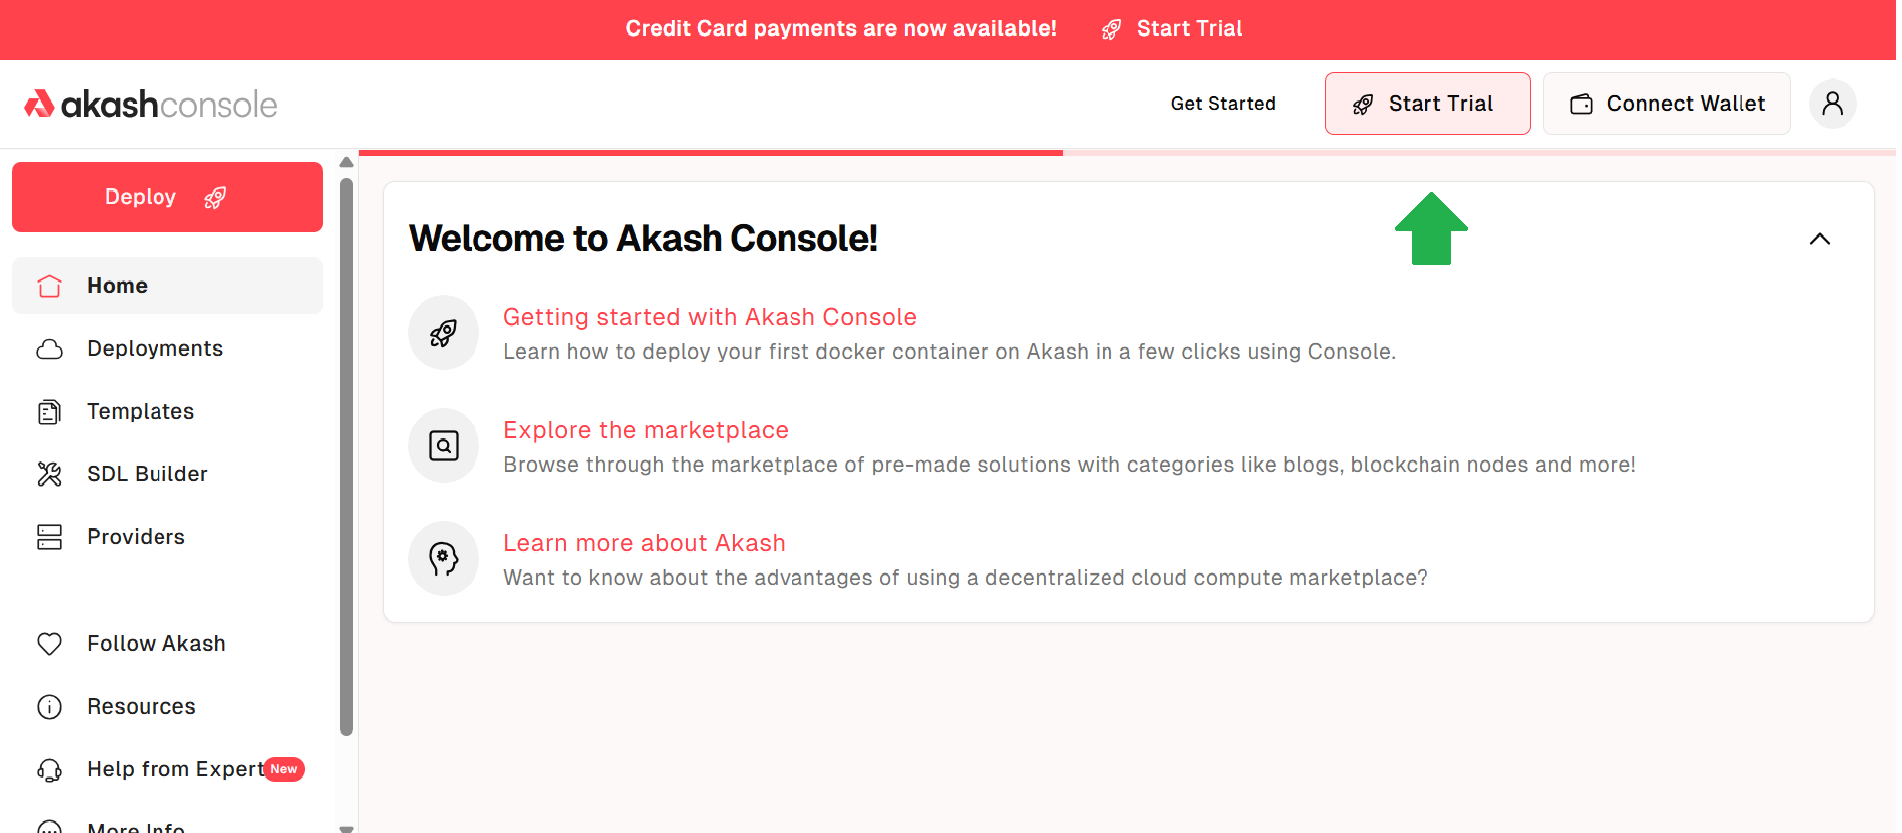 Credit Card payments are now available! Start Trial
akashconsole
Get Started
Start Trial
Connect Wallet
Deploy
Home
Deployments
Templates
SDL Builder
Providers
Follow Akash
Resources
Help from Expert New
More Info
Welcome to Akash Console!
Getting started with Akash Console
Learn how to deploy your first docker container on Akash in a few clicks using Console.
Explore the marketplace
Browse through the marketplace of pre-made solutions with categories like blogs, blockchain nodes and more!
Learn more about Akash
Want to know about the advantages of using a decentralized cloud compute marketplace?